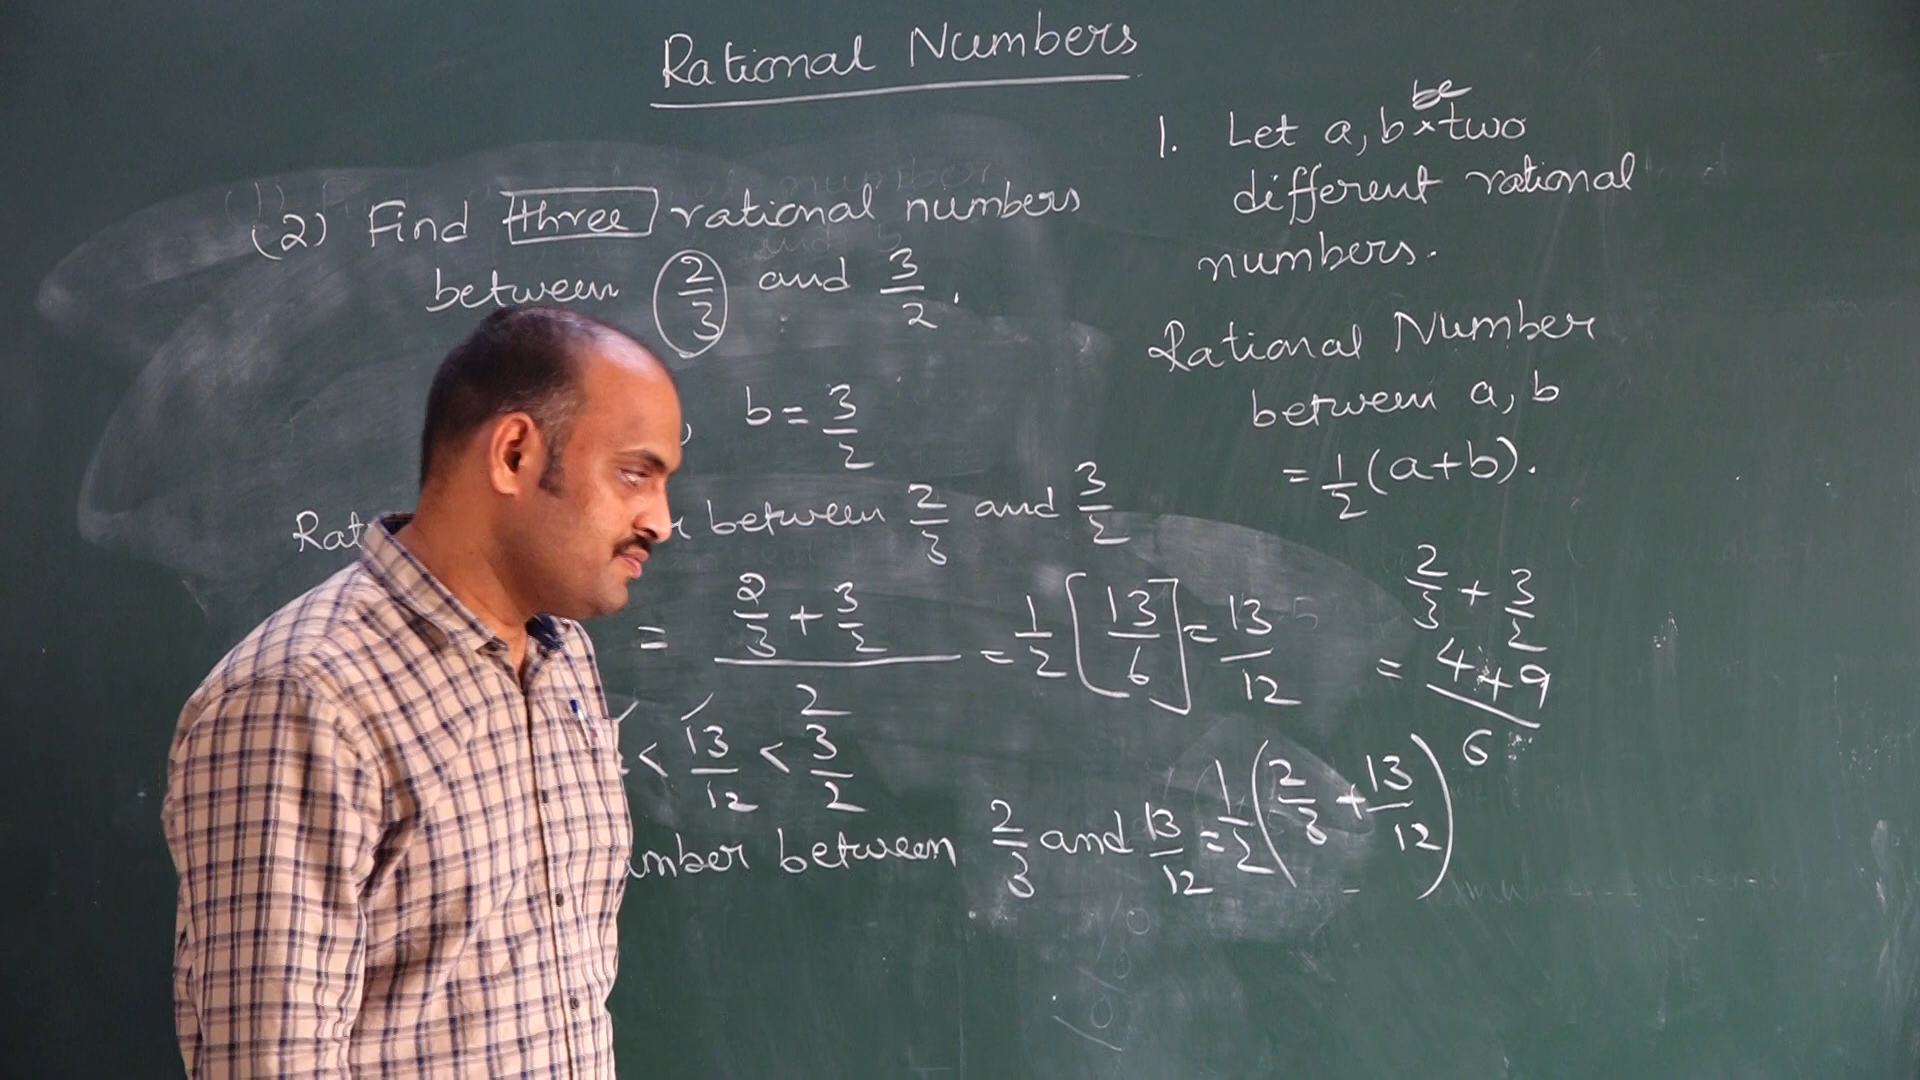 Rational Numbers
(2) Find three rational numbers
between 2/3 and 3/2.
, b = 3/2
between 2/3 and 3/2
= (2/3 + 3/2)/2 = 1/2 [13/6] = 13/12
< 13/12 < 3/2
between 2/3 and 13/12 = 1/2 (2/3 + 13/12)
1. Let a, b be two
different rational
numbers.
Rational Number
between a, b
= 1/2 (a+b).
2/3 + 3/2
= (4+9)/6